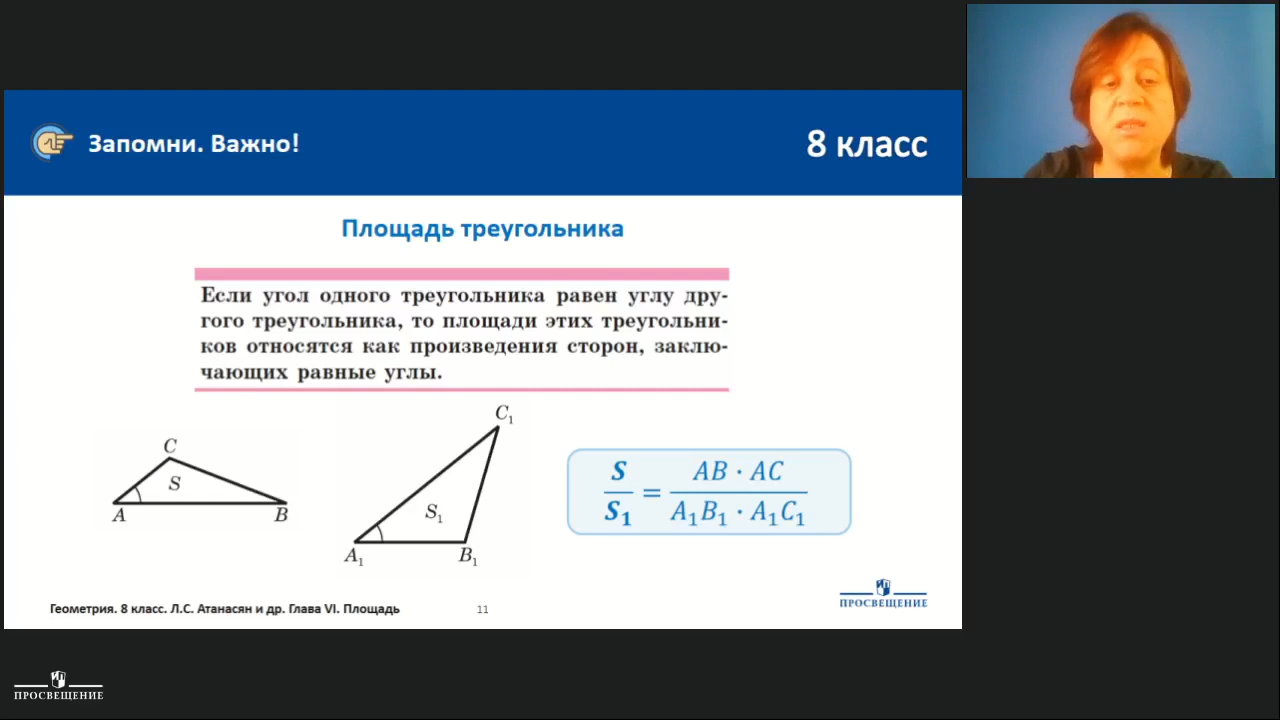 Запомни. Важно!
8 класс
Площадь треугольника
Если угол одного треугольника равен углу дру-
гого треугольника, то площади этих треугольни-
ков относятся как произведения сторон, заклю-
чающих равные углы.
C
S
A
B
C₁
S₁
A₁
B₁
S/S₁ = AB · AC/A₁B₁ · A₁C₁
Геометрия. 8 класс. Л.С. Атанасян и др. Глава VI. Площадь
11
ПРОСВЕЩЕНИЕ
ПРОСВЕЩЕНИЕ